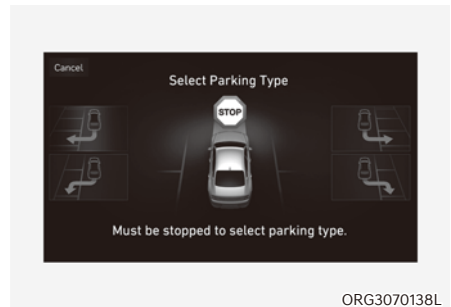 Cancel
Select Parking Type
STOP
Must be stopped to select parking type.
ORG3070138L